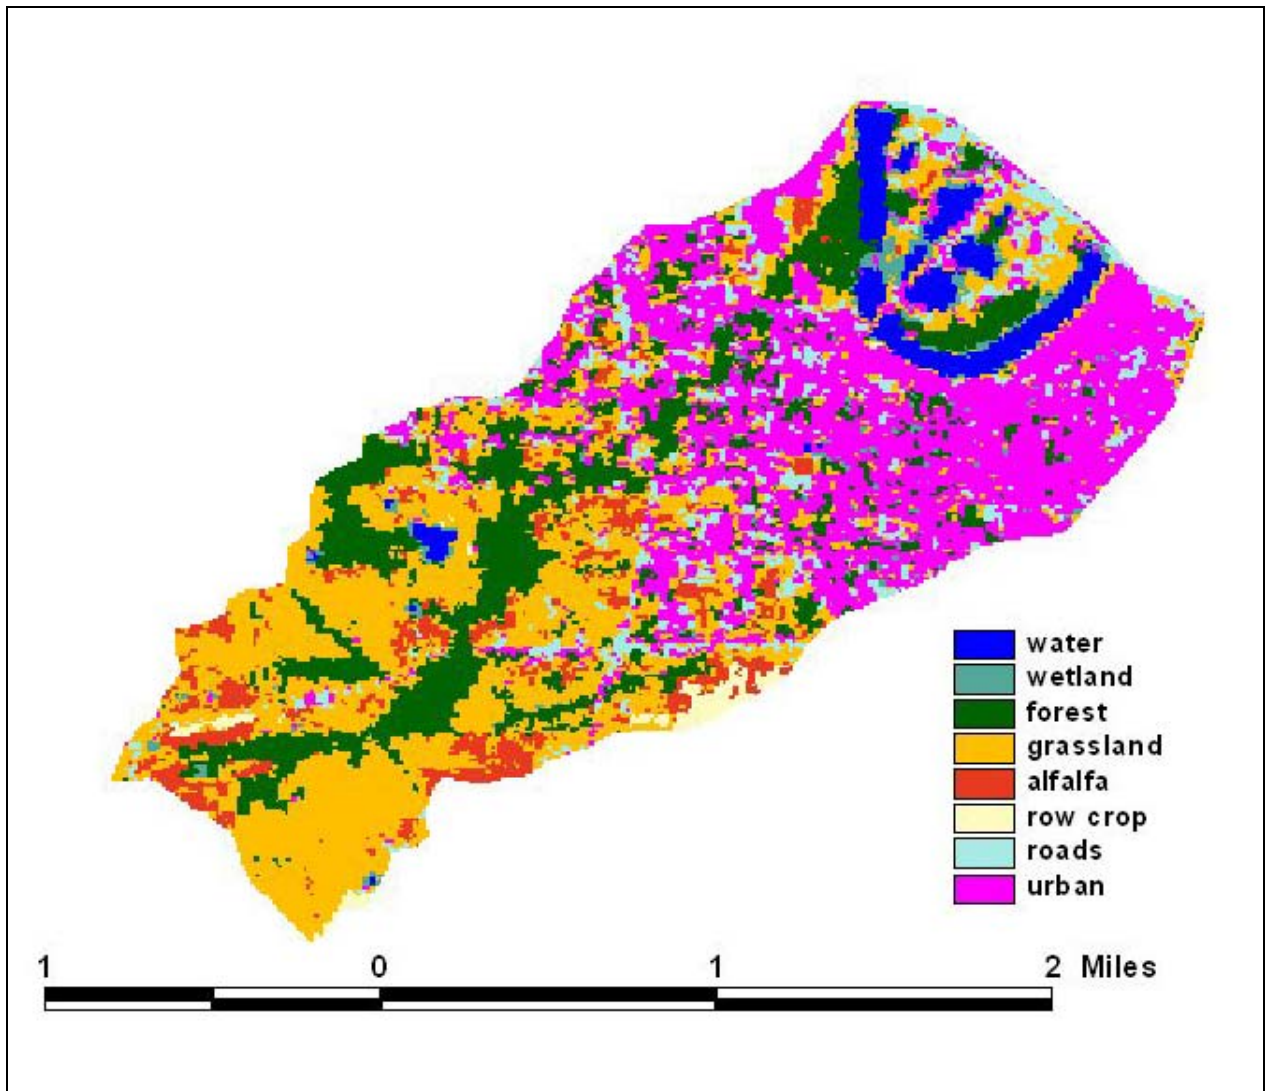 water
wetland
forest
grassland
alfalfa
row crop
roads
urban
1 0 1 2 Miles